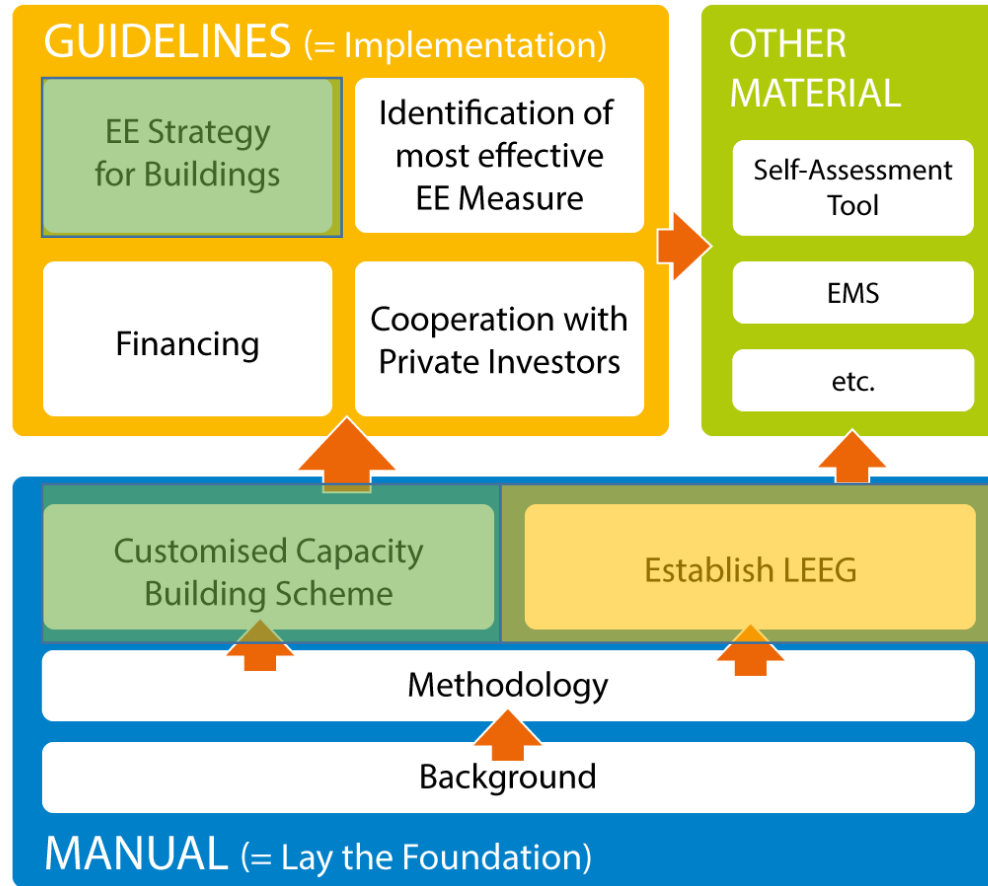 GUIDELINES (= Implementation)
EE Strategy
for Buildings
Identification of
most effective
EE Measure
Financing
Cooperation with
Private Investors
OTHER
MATERIAL
Self-Assessment
Tool
EMS
etc.
Customised Capacity
Building Scheme
Establish LEEG
Methodology
Background
MANUAL (= Lay the Foundation)